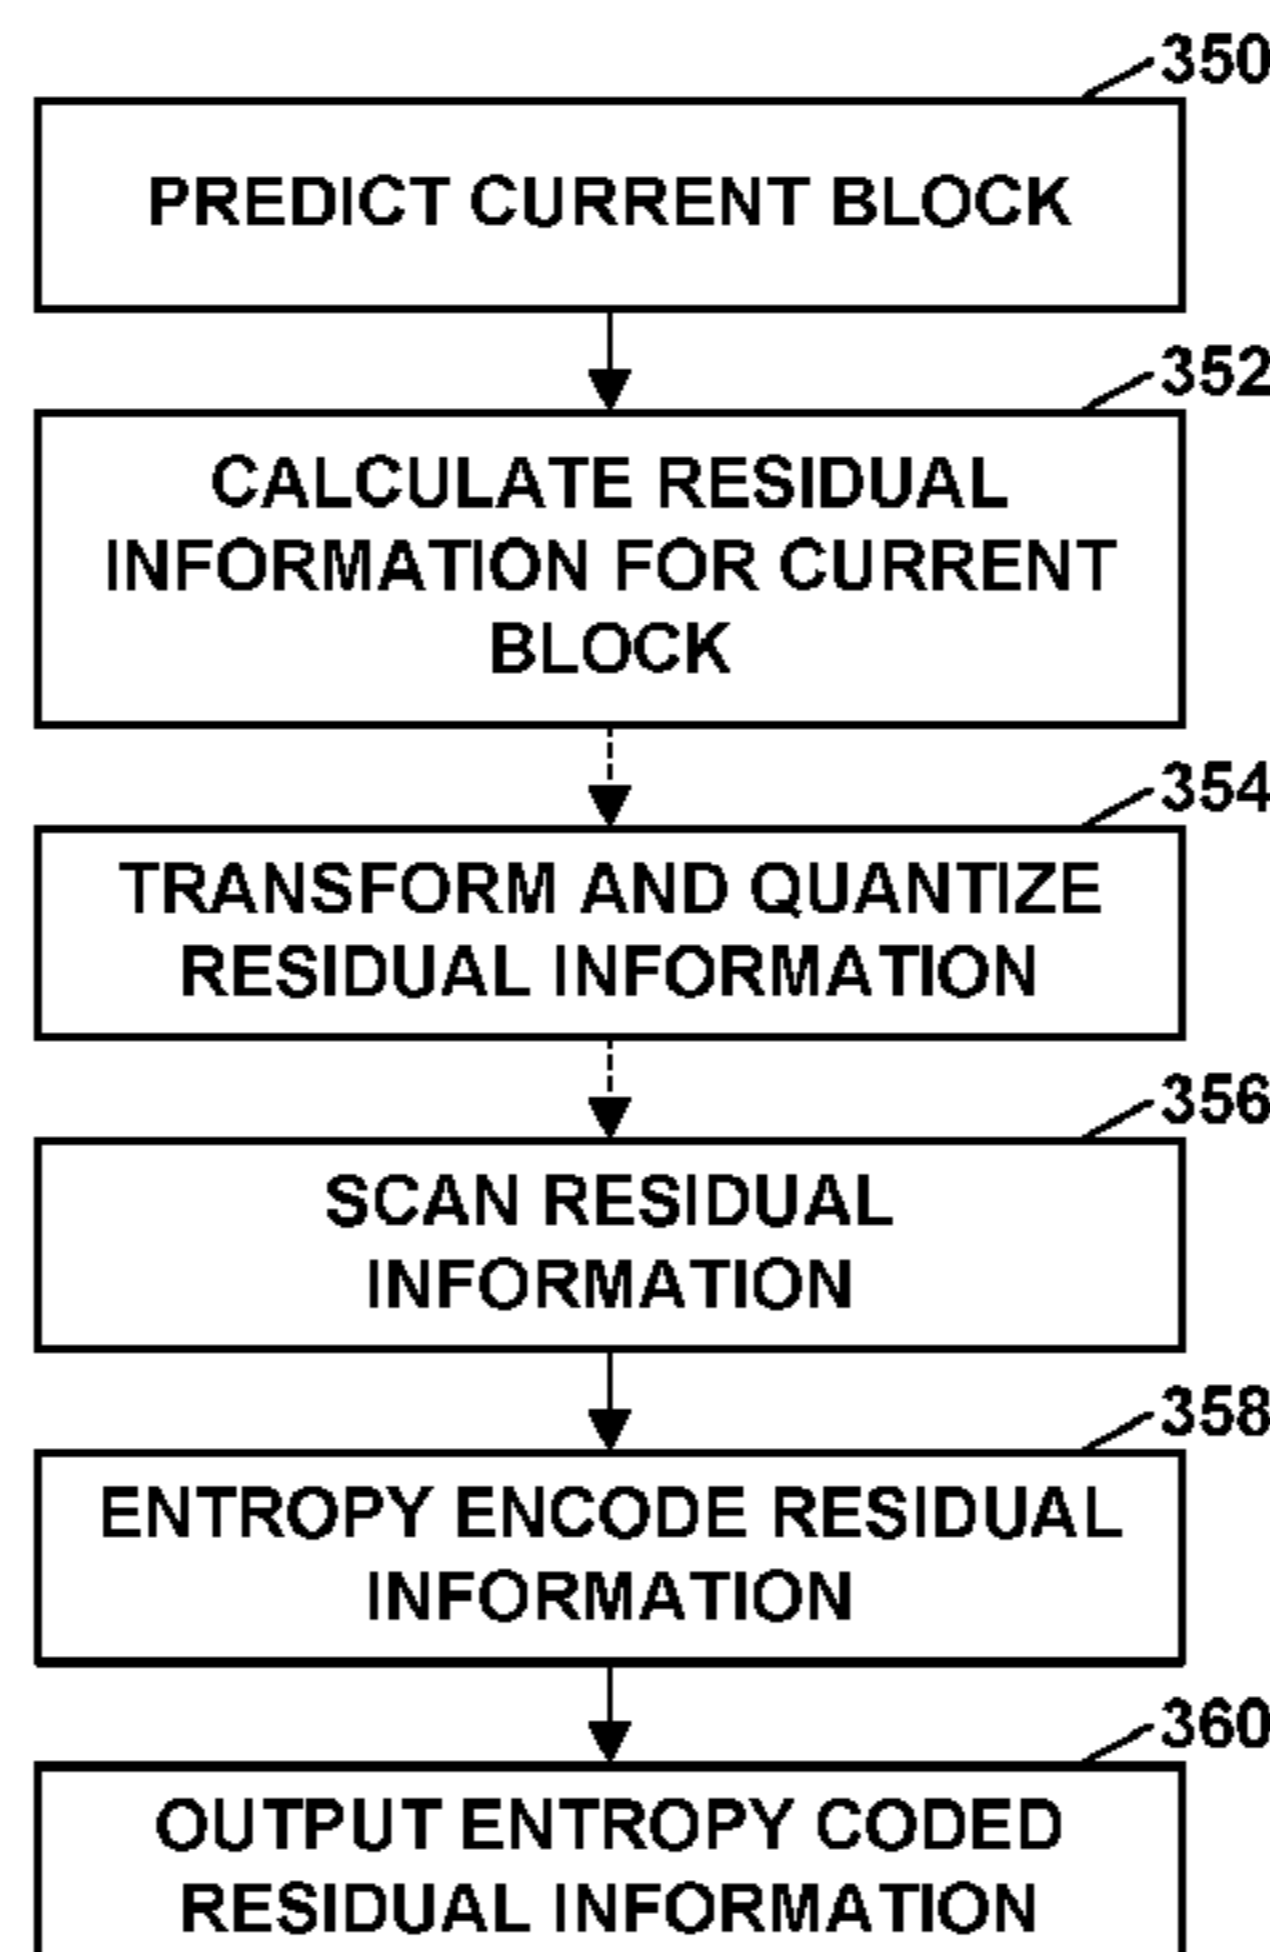 350
PREDICT CURRENT BLOCK
352
CALCULATE RESIDUAL
INFORMATION FOR CURRENT
BLOCK
354
TRANSFORM AND QUANTIZE
RESIDUAL INFORMATION
356
SCAN RESIDUAL
INFORMATION
358
ENTROPY ENCODE RESIDUAL
INFORMATION
360
OUTPUT ENTROPY CODED
RESIDUAL INFORMATION